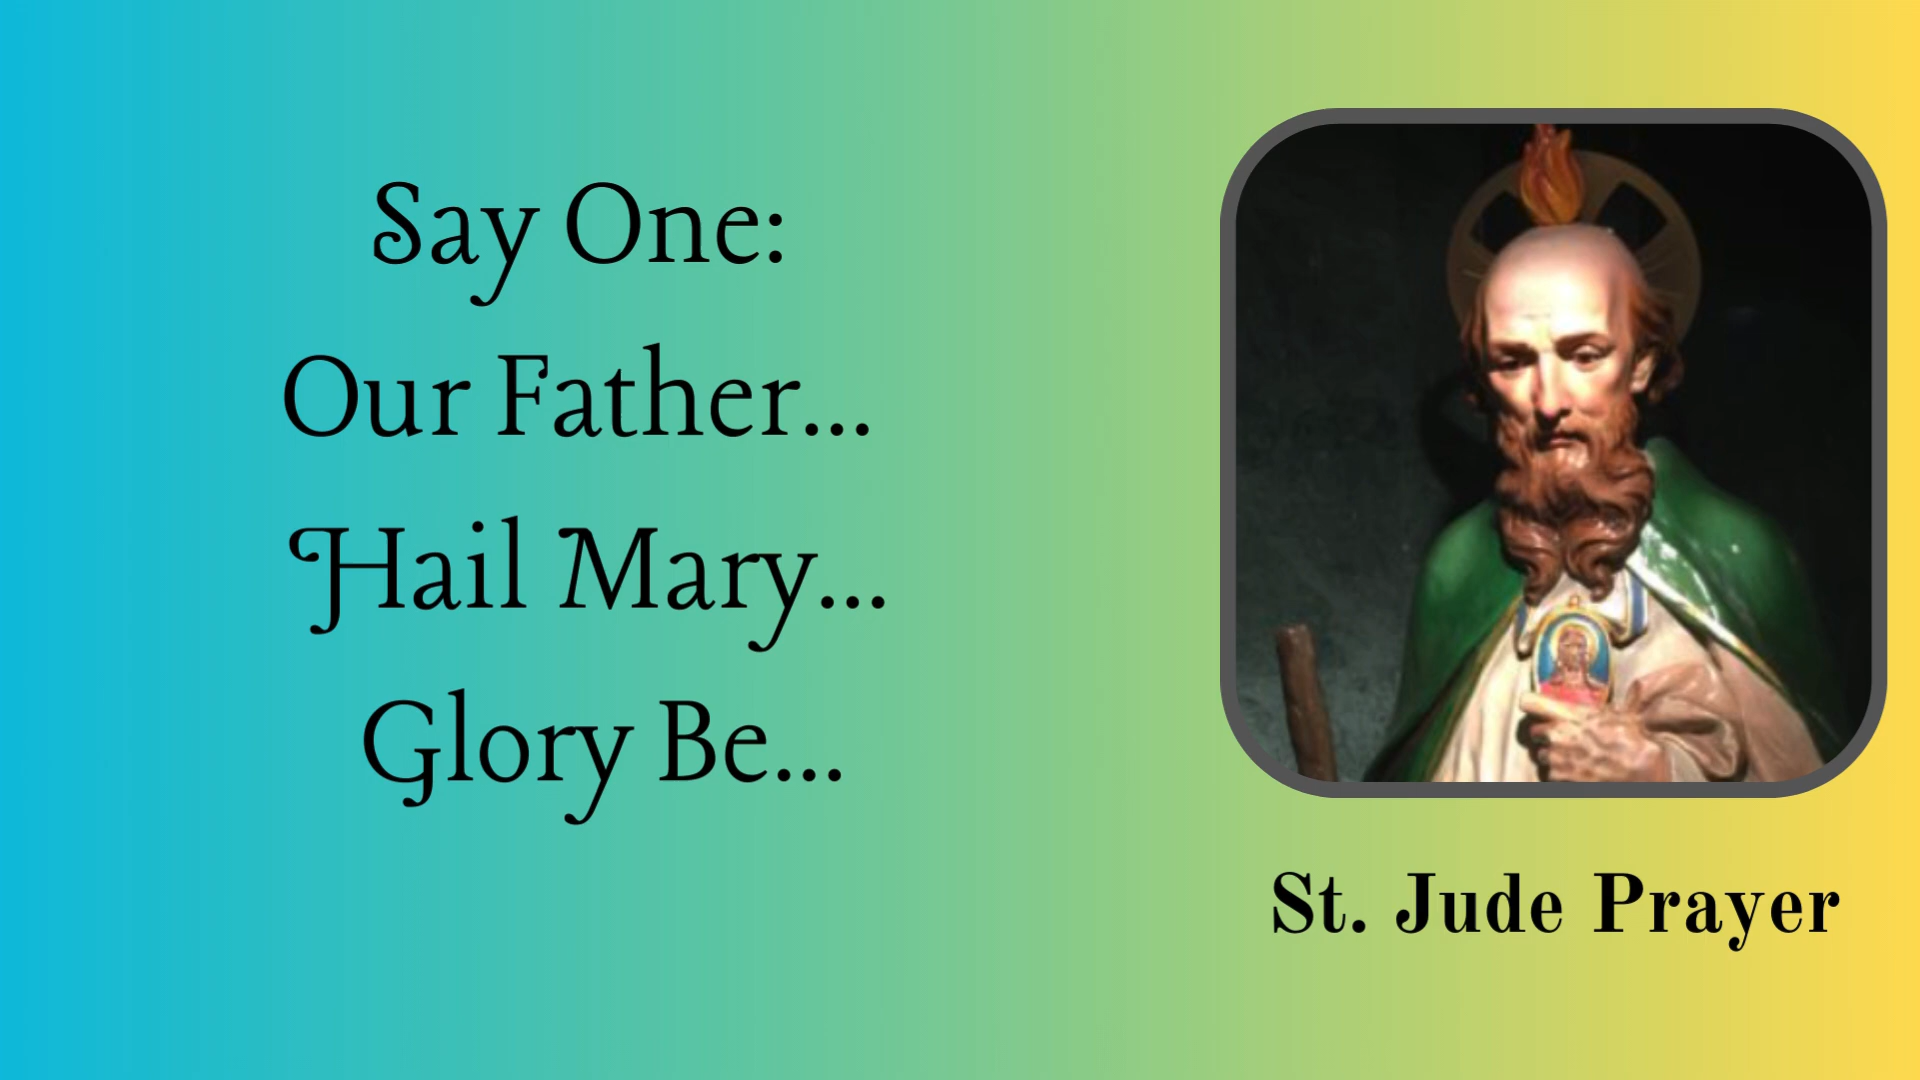 Say One:
Our Father...
Hail Mary...
Glory Be...
St. Jude Prayer